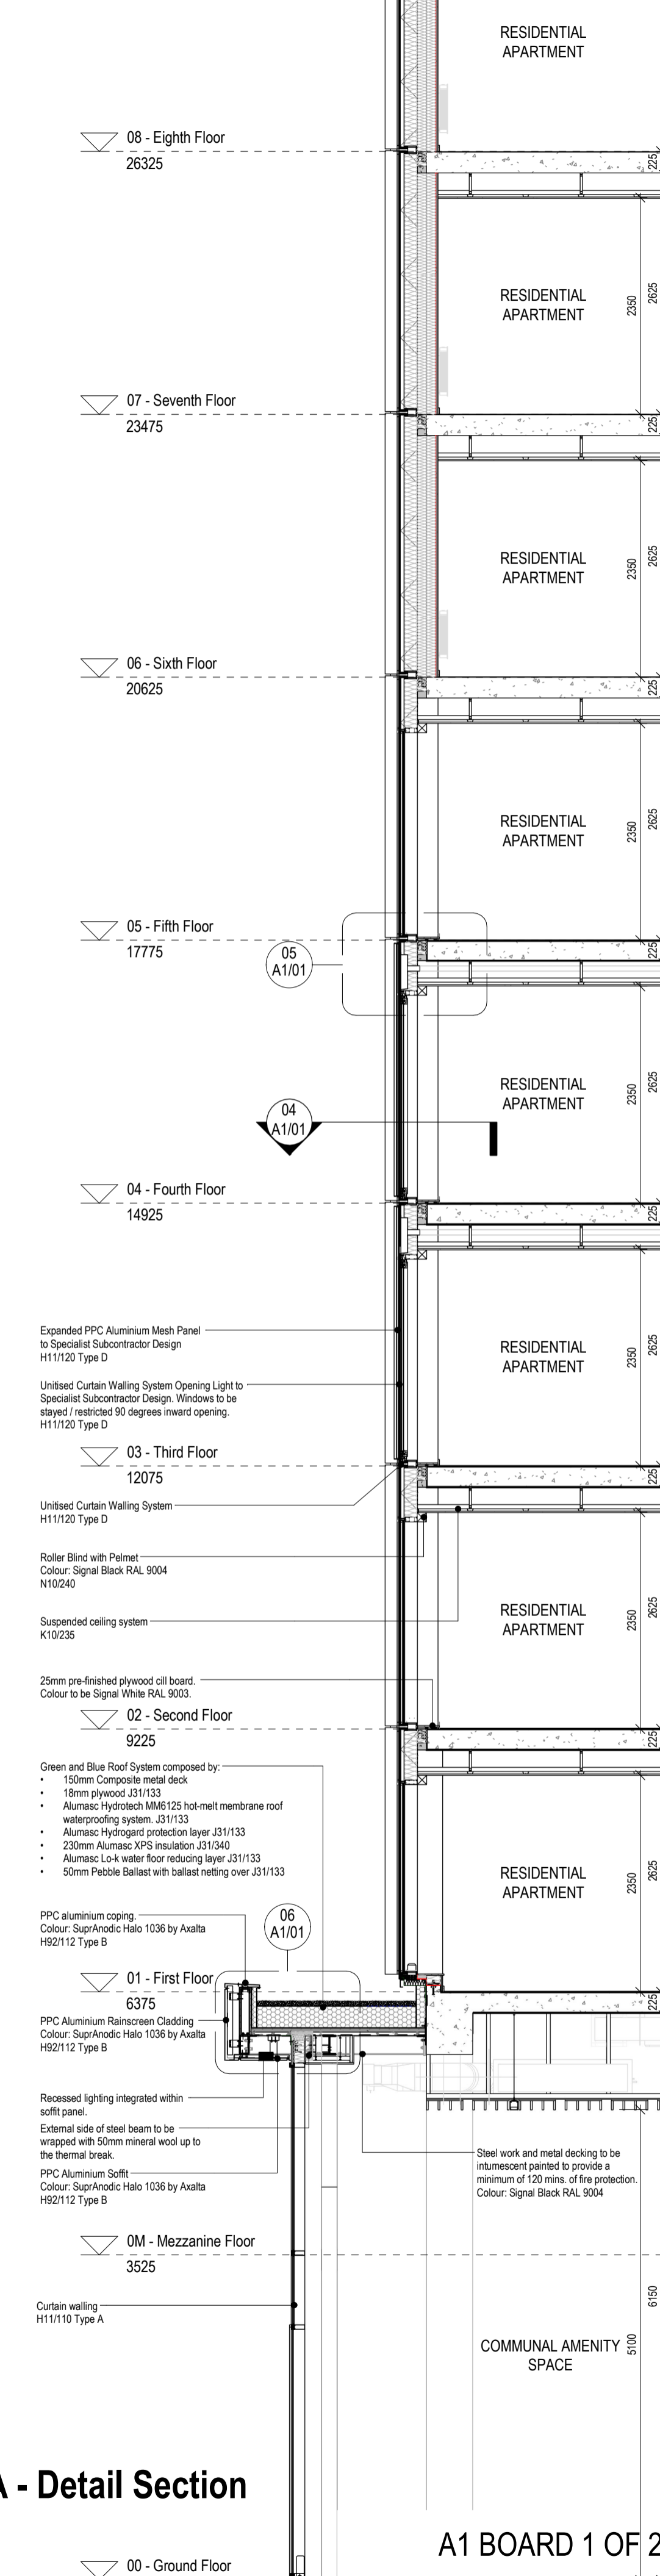 RESIDENTIAL
APARTMENT
08 - Eighth Floor
26325
225
RESIDENTIAL
APARTMENT
2350
2625
07 - Seventh Floor
23475
225
RESIDENTIAL
APARTMENT
2350
2625
06 - Sixth Floor
20625
225
RESIDENTIAL
APARTMENT
2350
2625
05 - Fifth Floor
17775
225
05
A1/01
RESIDENTIAL
APARTMENT
2350
2625
04
A1/01
04 - Fourth Floor
14925
225
Expanded PPC Aluminium Mesh Panel
to Specialist Subcontractor Design
H11/120 Type D
RESIDENTIAL
APARTMENT
2350
2625
Unitised Curtain Walling System Opening Light to
Specialist Subcontractor Design. Windows to be
stayed / restricted 90 degrees inward opening.
H11/120 Type D
03 - Third Floor
12075
225
Unitised Curtain Walling System
H11/120 Type D
Roller Blind with Pelmet
Colour: Signal Black RAL 9004
N10/240
Suspended ceiling system
K10/235
RESIDENTIAL
APARTMENT
2350
2625
25mm pre-finished plywood cill board.
Colour to be Signal White RAL 9003.
02 - Second Floor
9225
225
Green and Blue Roof System composed by:
• 150mm Composite metal deck
• 18mm plywood J31/133
• Alumasc Hydrotech MM6125 hot-melt membrane roof
waterproofing system. J31/133
• Alumasc Hydrogard protection layer J31/133
• 230mm Alumasc XPS insulation J31/340
• Alumasc Lo-k water floor reducing layer J31/133
• 50mm Pebble Ballast with ballast netting over J31/133
RESIDENTIAL
APARTMENT
2350
2625
PPC aluminium coping.
Colour: SuprAnodic Halo 1036 by Axalta
H92/112 Type B
06
A1/01
01 - First Floor
6375
225
PPC Aluminium Rainscreen Cladding
Colour: SuprAnodic Halo 1036 by Axalta
H92/112 Type B
Recessed lighting integrated within
soffit panel.
External side of steel beam to be
wrapped with 50mm mineral wool up to
the thermal break.
PPC Aluminium Soffit
Colour: SuprAnodic Halo 1036 by Axalta
H92/112 Type B
Steel work and metal decking to be
intumescent painted to provide a
minimum of 120 mins. of fire protection.
Colour: Signal Black RAL 9004
0M - Mezzanine Floor
3525
Curtain walling
H11/110 Type A
COMMUNAL AMENITY
SPACE
5100
6150
A - Detail Section
A1 BOARD 1 OF 2
00 - Ground Floor